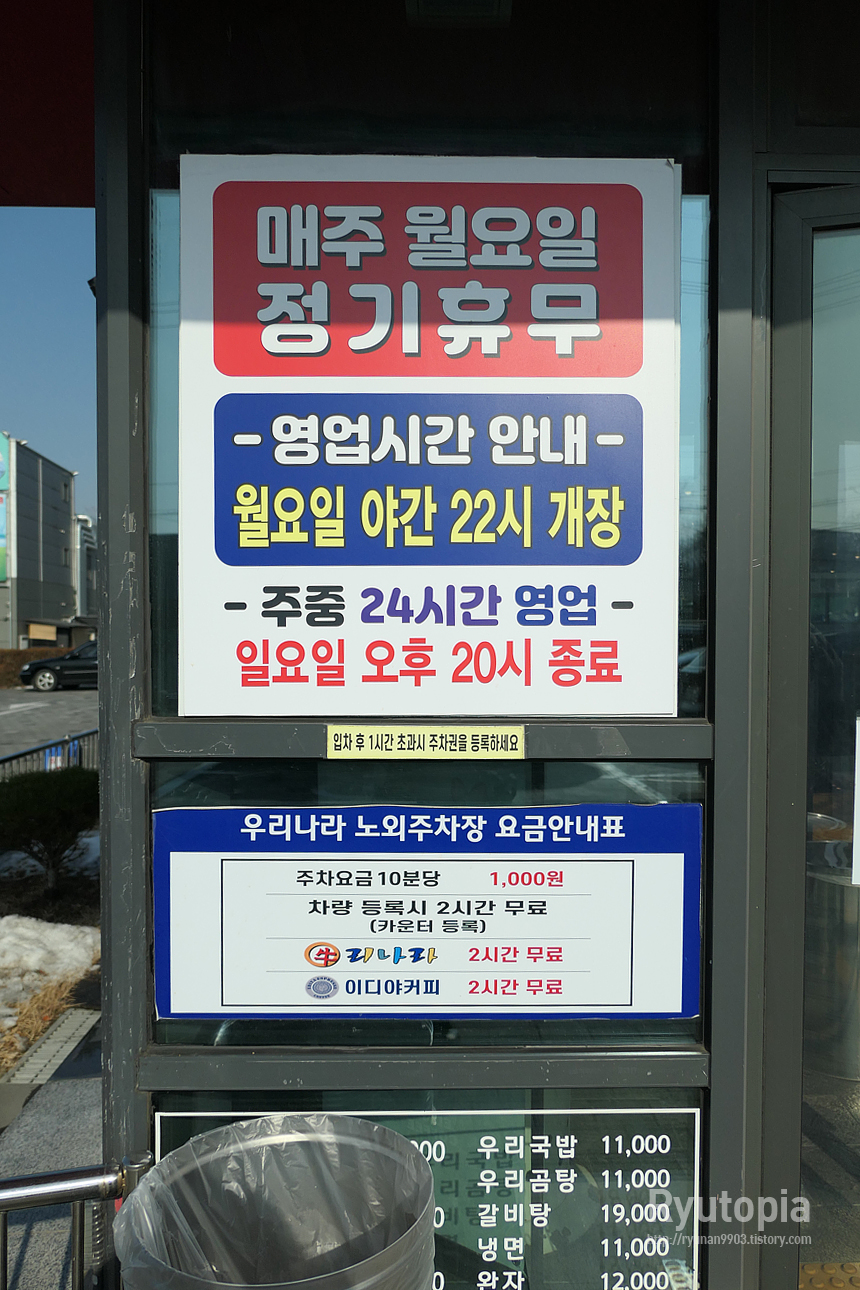 매주 월요일
정기휴무
- 영업시간 안내 -
월요일 야간 22시 개장
- 주중 24시간 영업 -
일요일 오후 20시 종료
입차 후 1시간 초과시 주차권을 등록하세요
우리나라 노외주차장 요금안내표
주차요금 10분당 1,000원
차량 등록시 2시간 무료
(카운터 등록)
牛리나라 2시간 무료
이디야커피 2시간 무료
우리국밥 11,000
우리곰탕 11,000
갈비탕 19,000
냉면 11,000
완자 12,000
Ryutopia
http://ryunan9903.tistory.com